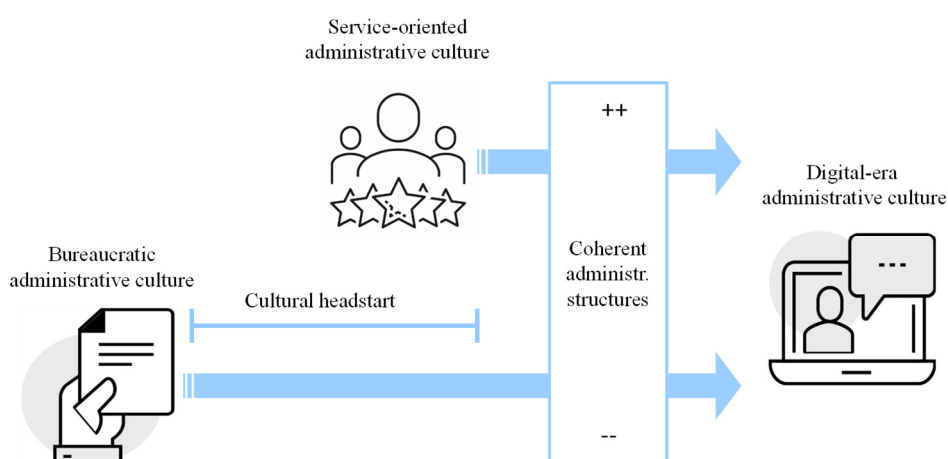 Service-oriented
administrative culture
++
Digital-era
administrative culture
Bureaucratic
administrative culture
Coherent
administr.
structures
Cultural headstart
--